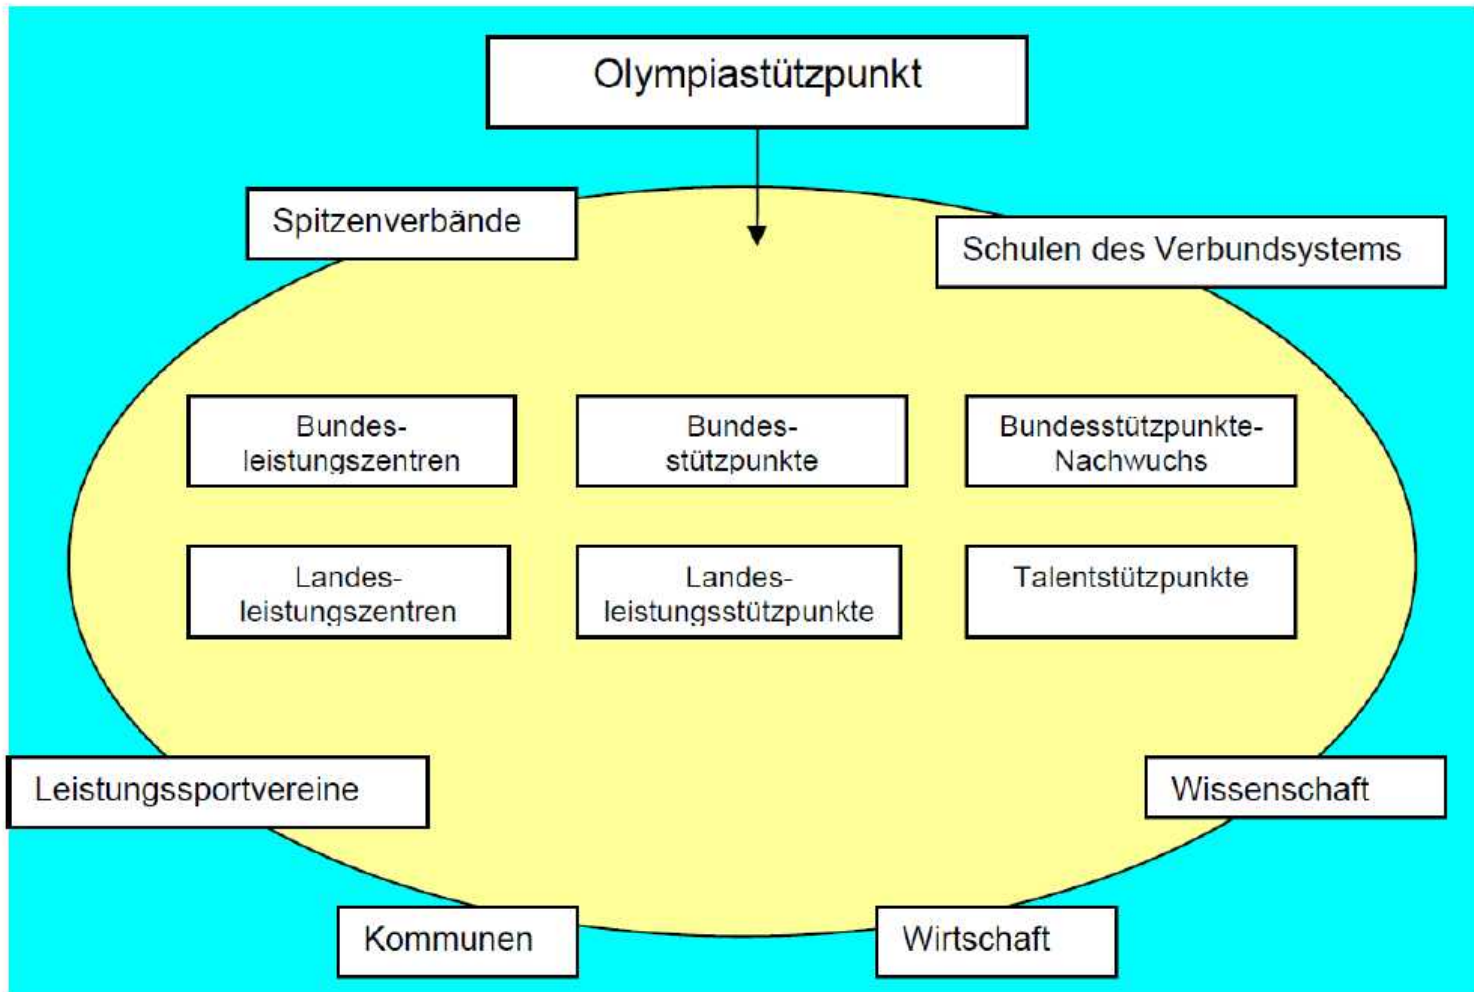 Olympiastützpunkt
Spitzenverbände
Schulen des Verbundsystems
Bundes-
leistungszentren
Bundes-
stützpunkte
Bundesstützpunkte-
Nachwuchs
Landes-
leistungszentren
Landes-
leistungsstützpunkte
Talentstützpunkte
Leistungssportvereine
Wissenschaft
Kommunen
Wirtschaft